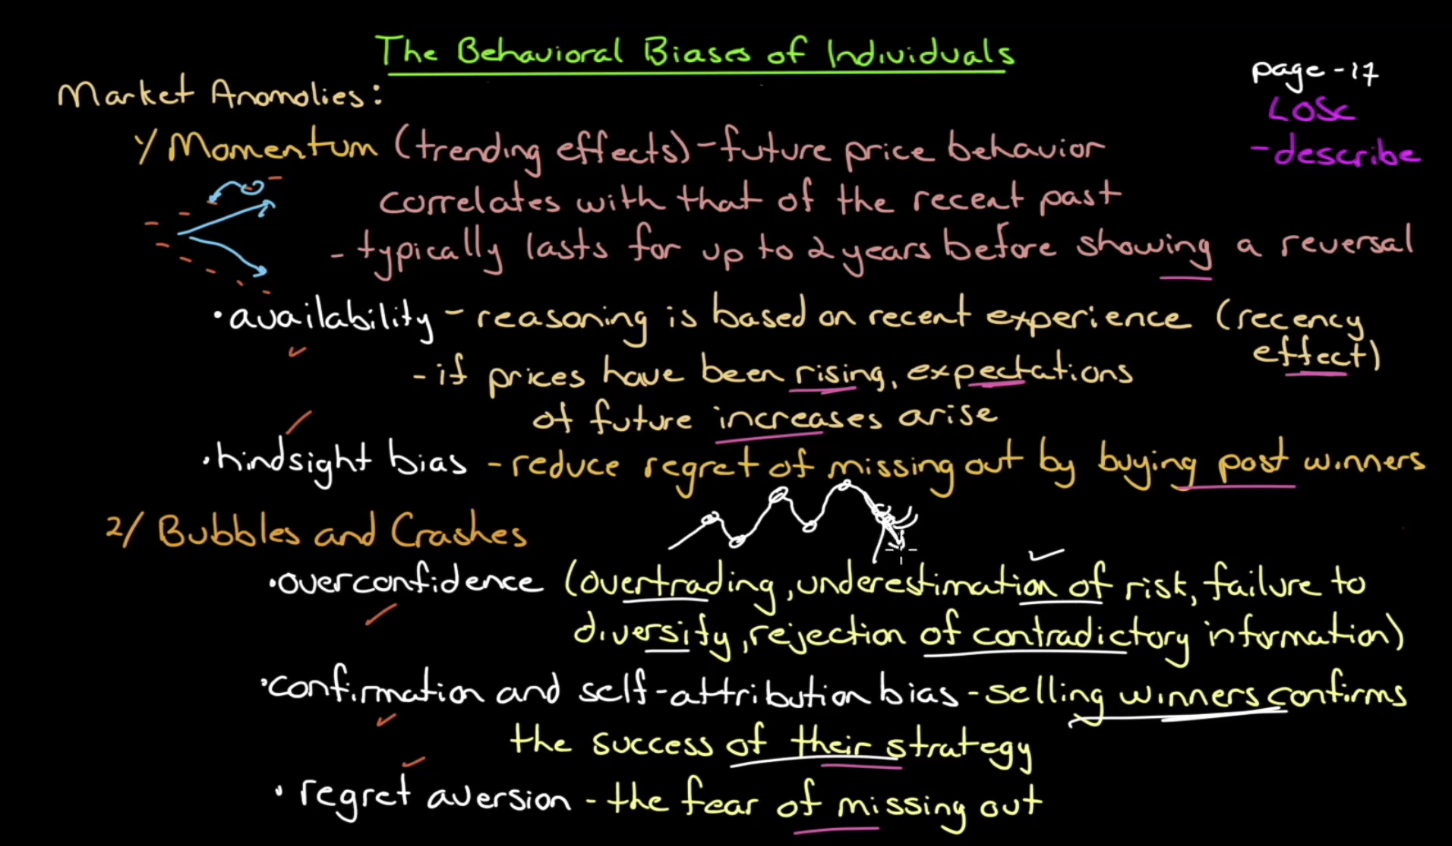 The Behavioral Biases of Individuals
page-17
LOSc
-describe
Market Anomolies:
1/ Momentum (trending effects)-future price behavior
correlates with that of the recent past
-typically lasts for up to 2 years before showing a reversal
•availability - reasoning is based on recent experience (recency
effect)
-if prices have been rising, expectations
of future increases arise
•hindsight bias - reduce regret of missing out by buying post winners
2/ Bubbles and Crashes
•overconfidence (overtrading, underestimation of risk, failure to
diversify, rejection of contradictory information)
•confirmation and self-attribution bias - selling winners confirms
the success of their strategy
• regret aversion - the fear of missing out